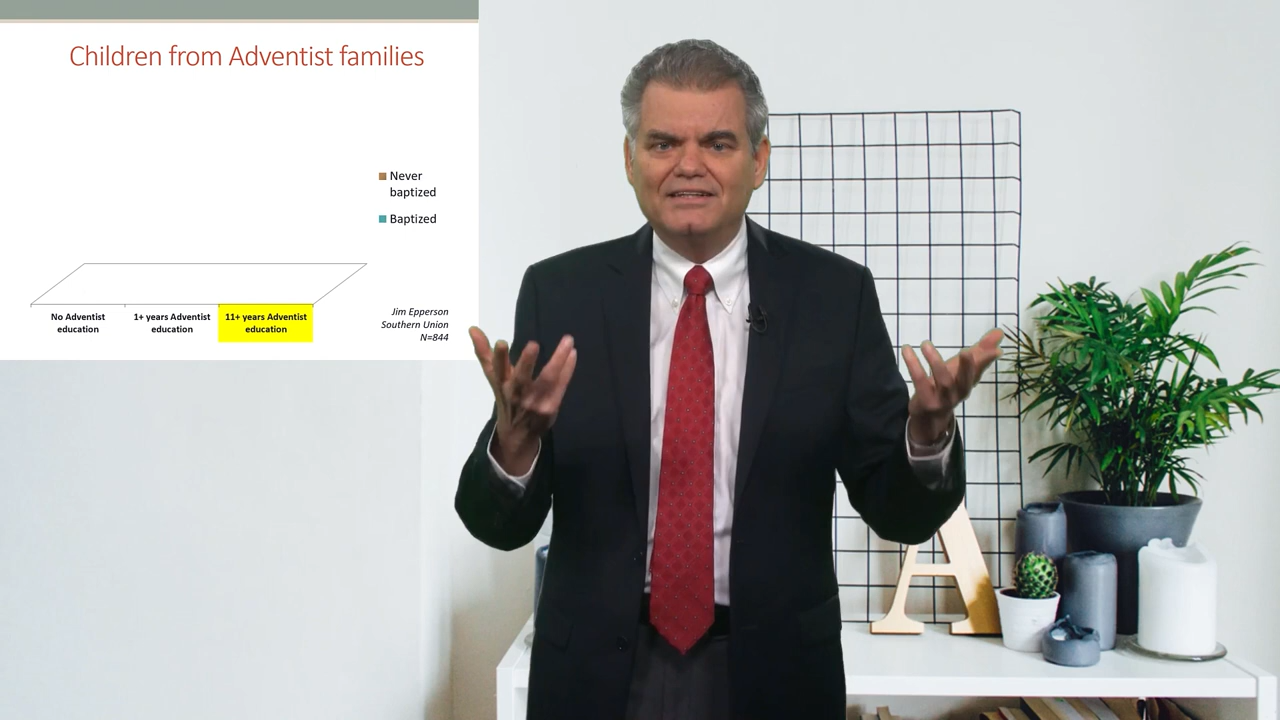 Children from Adventist families
Never
baptized
Baptized
No Adventist
education
1+ years Adventist
education
11+ years Adventist
education
Jim Epperson
Southern Union
N=844
A